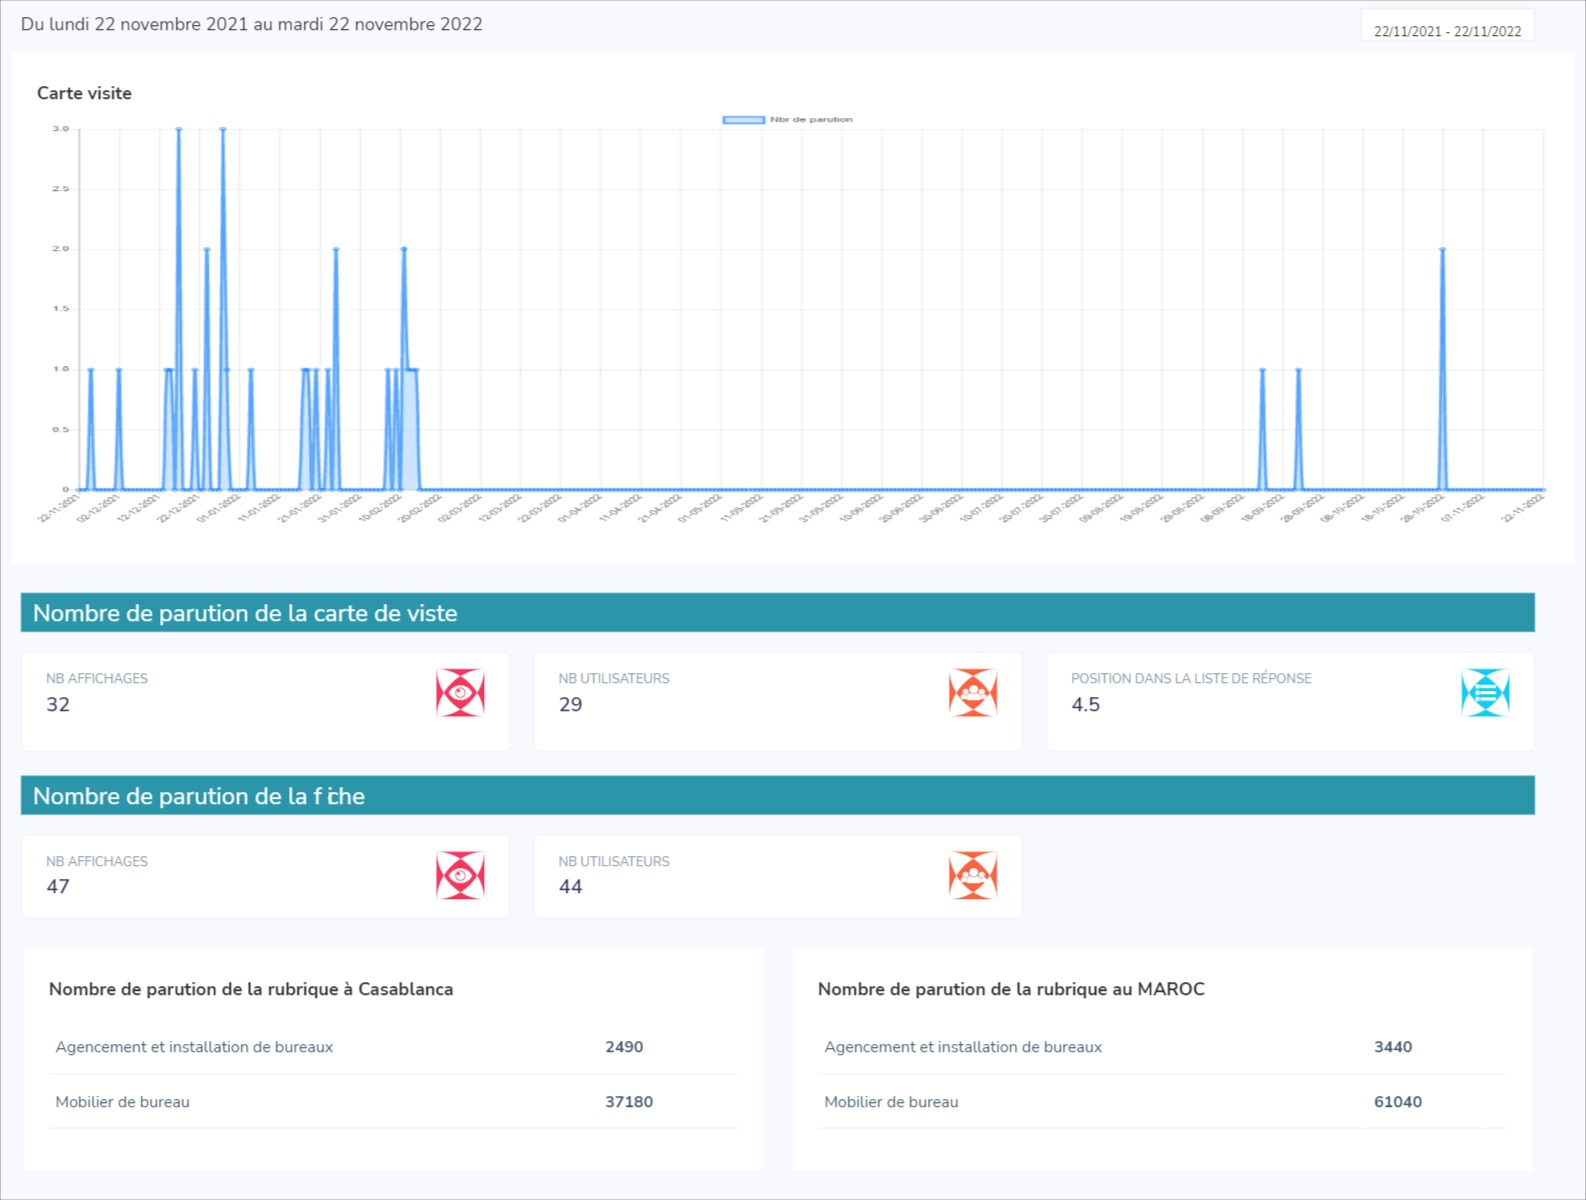 Du lundi 22 novembre 2021 au mardi 22 novembre 2022
22/11/2021 - 22/11/2022
Carte visite
Nbr de parution
3.0
2.5
2.0
1.5
1.0
0.5
0
22-11-2021 02-12-2021 12-12-2021 22-12-2021 01-01-2022 11-01-2022 21-01-2022 31-01-2022 10-02-2022 20-02-2022 02-03-2022 12-03-2022 22-03-2022 01-04-2022 11-04-2022 21-04-2022 01-05-2022 11-05-2022 21-05-2022 31-05-2022 10-06-2022 20-06-2022 30-06-2022 10-07-2022 20-07-2022 30-07-2022 09-08-2022 19-08-2022 29-08-2022 08-09-2022 18-09-2022 28-09-2022 08-10-2022 18-10-2022 28-10-2022 07-11-2022 22-11-2022
Nombre de parution de la carte de viste
NB AFFICHAGES
32
NB UTILISATEURS
29
POSITION DANS LA LISTE DE RÉPONSE
4.5
Nombre de parution de la fiche
NB AFFICHAGES
47
NB UTILISATEURS
44
Nombre de parution de la rubrique à Casablanca
Agencement et installation de bureaux 2490
Mobilier de bureau 37180
Nombre de parution de la rubrique au MAROC
Agencement et installation de bureaux 3440
Mobilier de bureau 61040